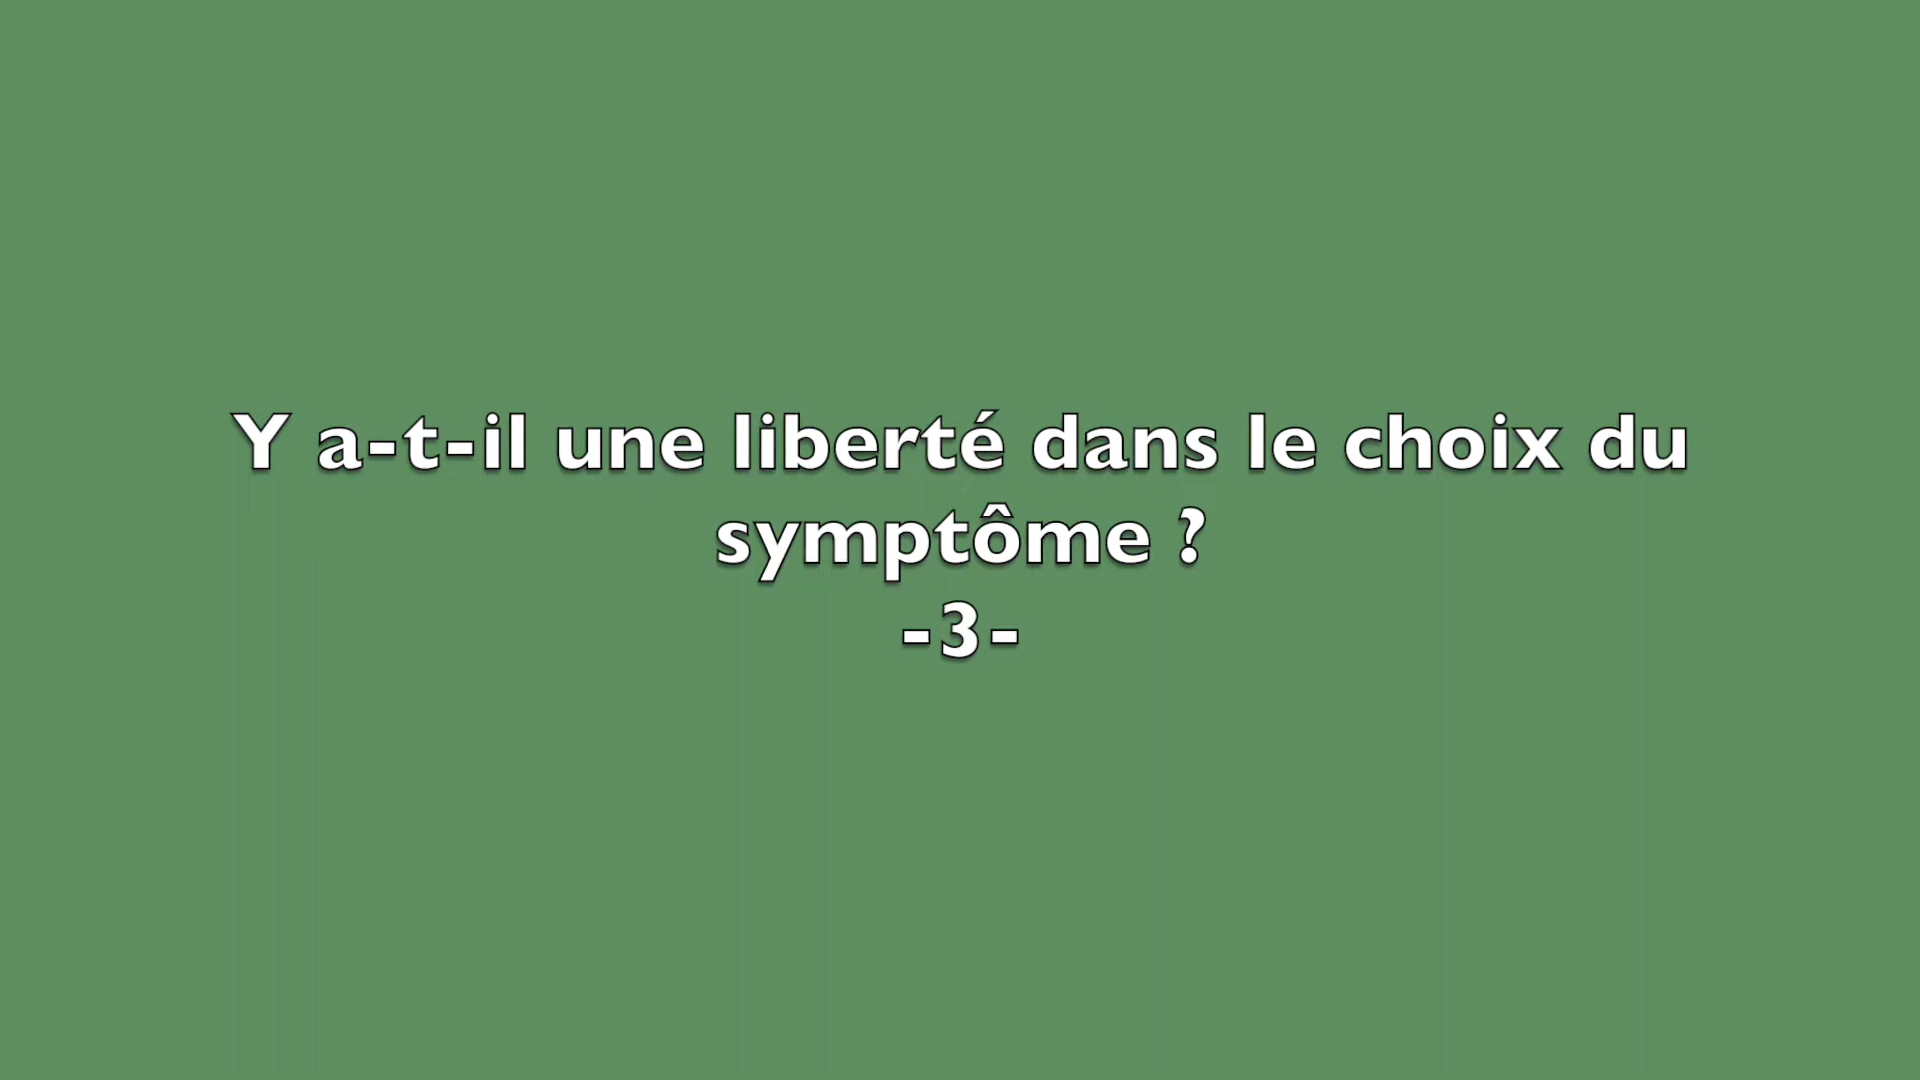 Y a-t-il une liberté dans le choix du
symptôme ?
-3-